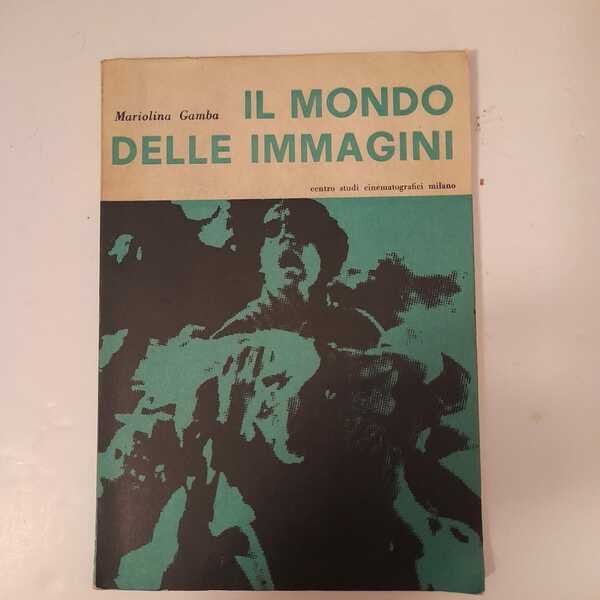 Mariolina Gamba IL MONDO
DELLE IMMAGINI
centro studi cinematografici milano